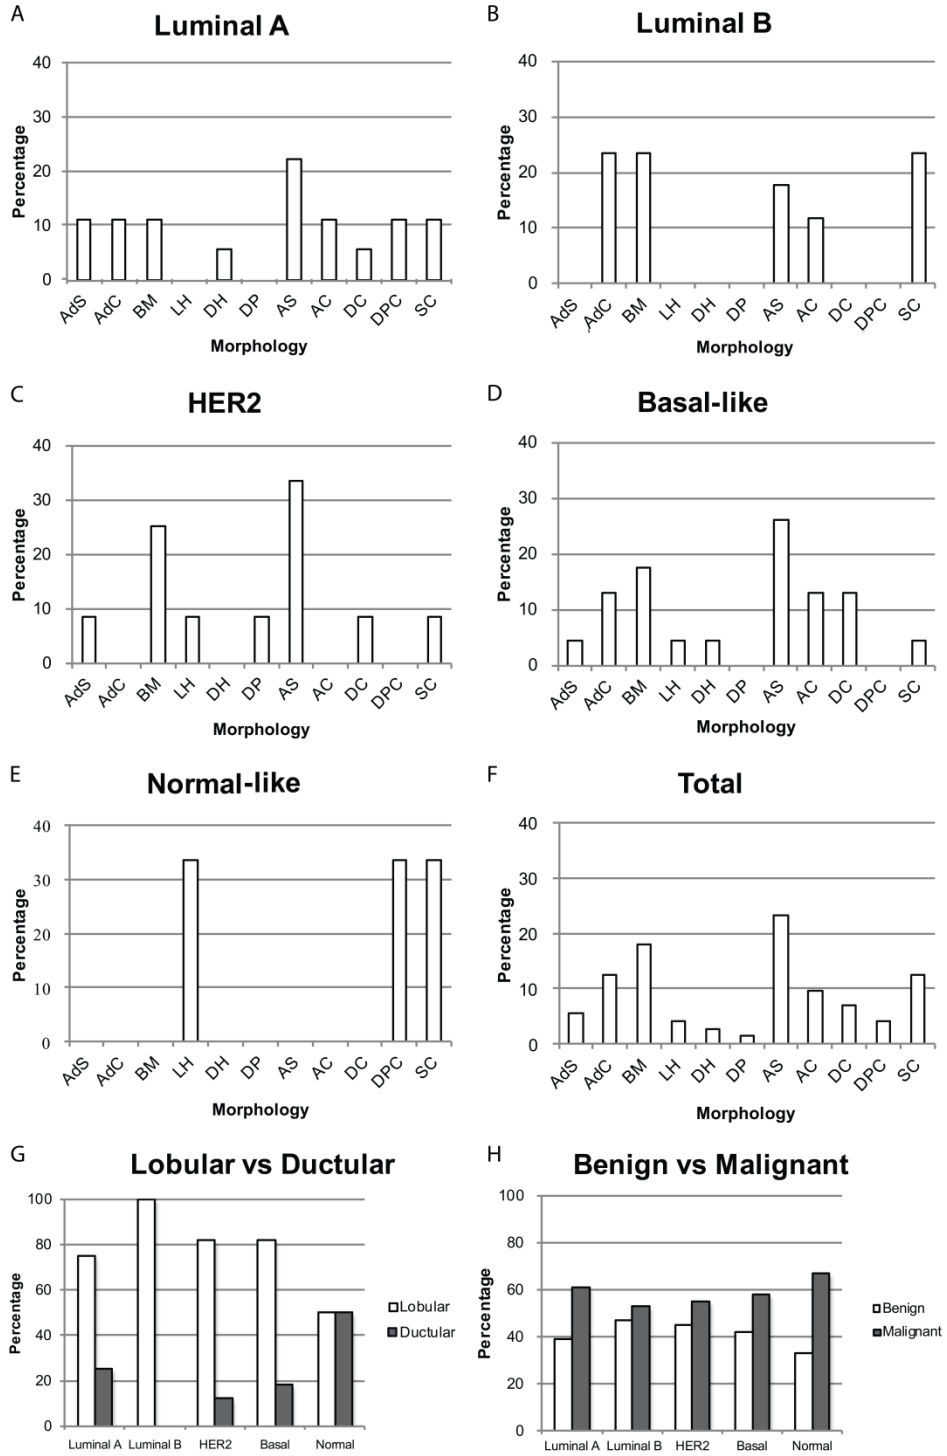 A
Luminal A
Percentage
40
30
20
10
0
AdS AdC BM LH DH DP AS AC DC DPC SC
Morphology
B
Luminal B
Percentage
40
30
20
10
0
AdS AdC BM LH DH DP AS AC DC DPC SC
Morphology
C
HER2
Percentage
40
30
20
10
0
AdS AdC BM LH DH DP AS AC DC DPC SC
Morphology
D
Basal-like
Percentage
40
30
20
10
0
AdS AdC BM LH DH DP AS AC DC DPC SC
Morphology
E
Normal-like
Percentage
40
30
20
10
0
AdS AdC BM LH DH DP AS AC DC DPC SC
Morphology
F
Total
Percentage
40
30
20
10
0
AdS AdC BM LH DH DP AS AC DC DPC SC
Morphology
G
Lobular vs Ductular
Percentage
100
80
60
40
20
0
Luminal A Luminal B HER2 Basal Normal
Lobular
Ductular
H
Benign vs Malignant
Percentage
100
80
60
40
20
0
Luminal A Luminal B HER2 Basal Normal
Benign
Malignant